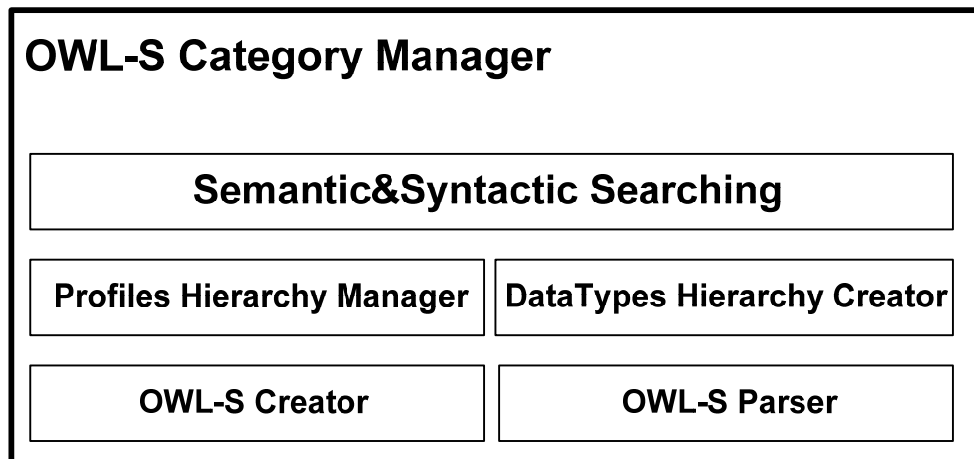 OWL-S Category Manager
Semantic&Syntactic Searching
Profiles Hierarchy Manager
DataTypes Hierarchy Creator
OWL-S Creator
OWL-S Parser